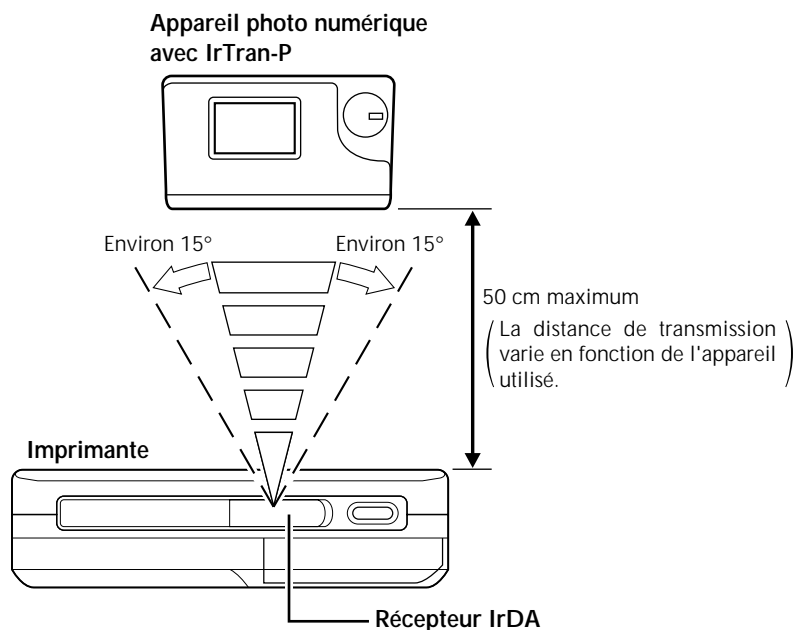 Appareil photo numérique
avec IrTran-P
Environ 15°
Environ 15°
50 cm maximum
(La distance de transmission
varie en fonction de l'appareil
utilisé.)
Imprimante
Récepteur IrDA